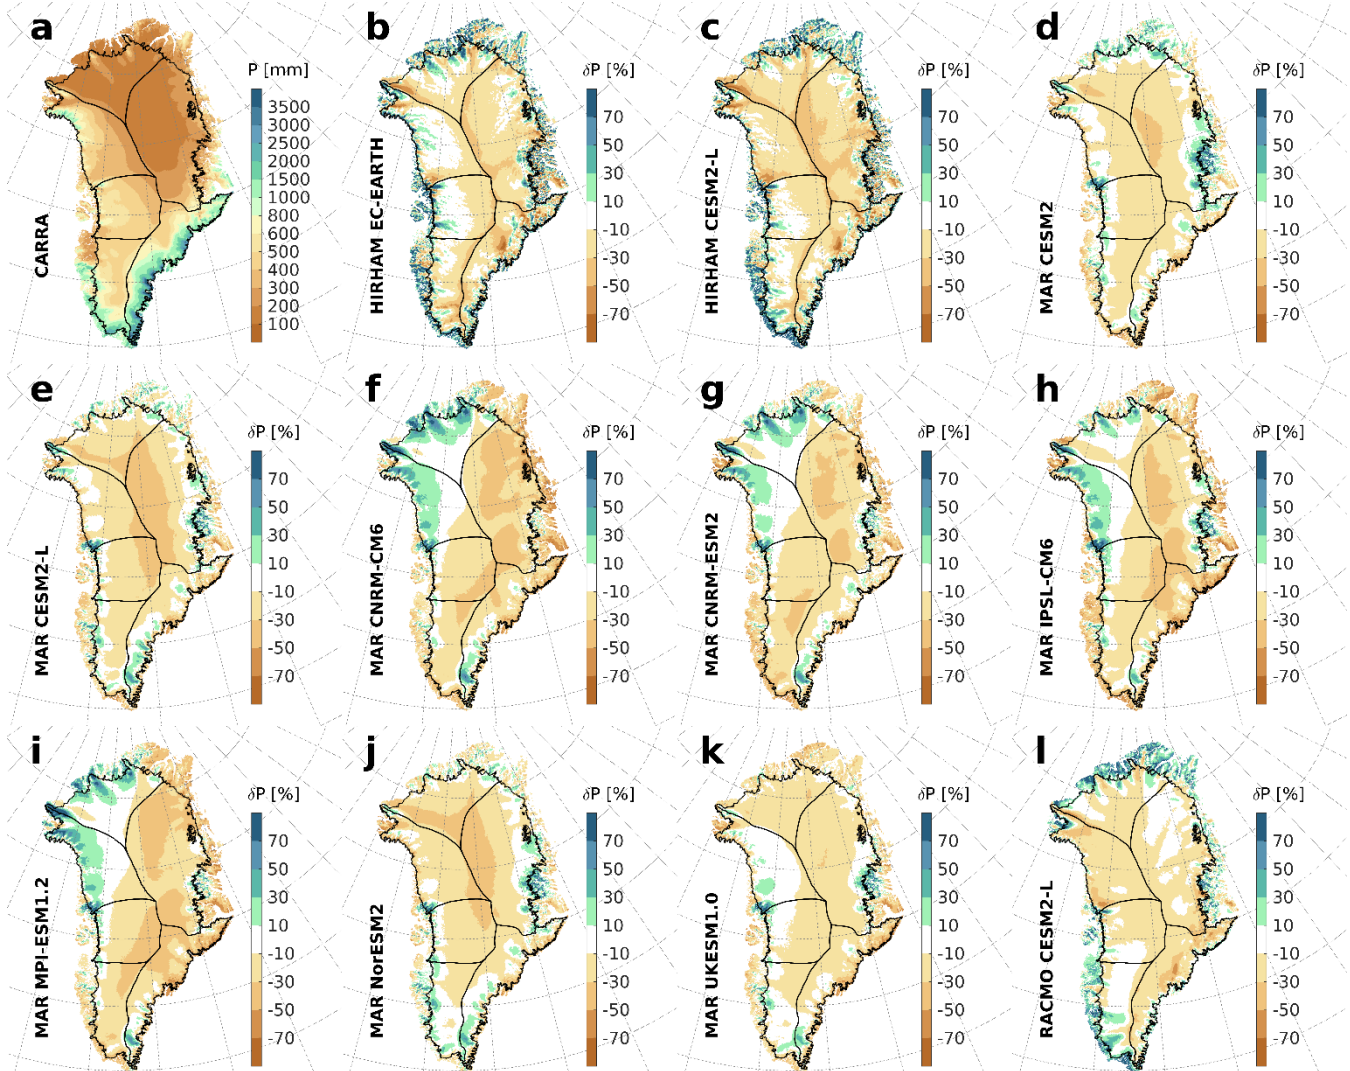 a
P [mm]
3500
3000
2500
2000
1500
1000
800
600
400
300
200
100
CARRA
b
δP [%]
70
50
30
10
-10
-30
-50
-70
HIRHAM EC-EARTH
c
δP [%]
70
50
30
10
-10
-30
-50
-70
HIRHAM CESM2-L
d
δP [%]
70
50
30
10
-10
-30
-50
-70
MAR CESM2
e
δP [%]
70
50
30
10
-10
-30
-50
-70
MAR CESM2-L
f
δP [%]
70
50
30
10
-10
-30
-50
-70
MAR CNRM-CM6
g
δP [%]
70
50
30
10
-10
-30
-50
-70
MAR CNRM-ESM2
h
δP [%]
70
50
30
10
-10
-30
-50
-70
MAR IPSL-CM6
i
δP [%]
70
50
30
10
-10
-30
-50
-70
MAR MPI-ESM1.2
j
δP [%]
70
50
30
10
-10
-30
-50
-70
MAR NorESM2
k
δP [%]
70
50
30
10
-10
-30
-50
-70
MAR UKESM1.0
l
δP [%]
70
50
30
10
-10
-30
-50
-70
RACMO CESM2-L